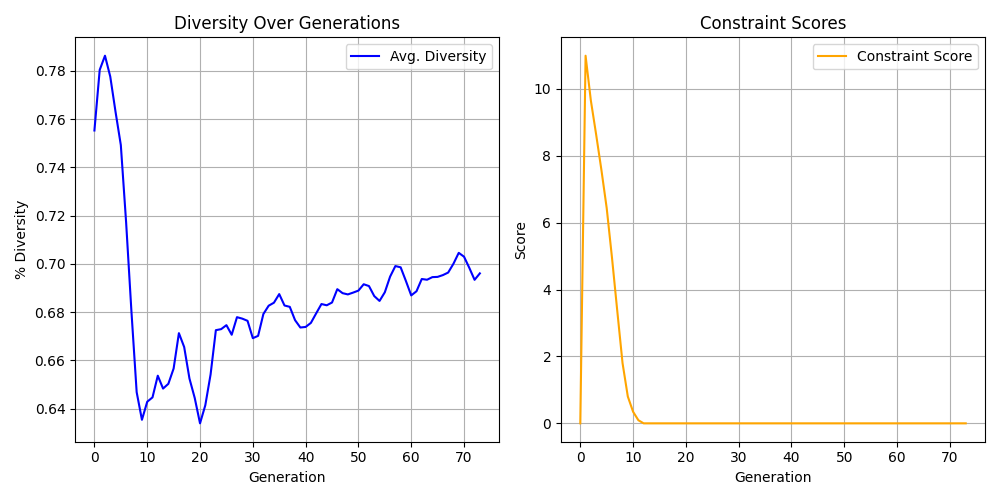 Diversity Over Generations
Avg. Diversity
% Diversity
0.78
0.76
0.74
0.72
0.70
0.68
0.66
0.64
0 10 20 30 40 50 60 70
Generation
Constraint Scores
Constraint Score
Score
10
8
6
4
2
0
0 10 20 30 40 50 60 70
Generation